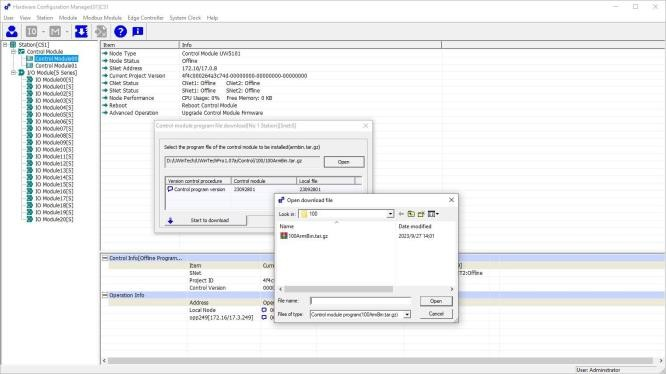 Hardware Configuration Manager[01]CS1
User View Station Module Modbus Module Edge Controller System Clock Help
Station[CS1]
Control Module
Control Module00
Control Module01
I/O Module[S Series]
IO Module00[S]
IO Module01[S]
IO Module02[S]
IO Module03[S]
IO Module04[S]
IO Module05[S]
IO Module06[S]
IO Module07[S]
IO Module08[S]
IO Module09[S]
IO Module10[S]
IO Module11[S]
IO Module12[S]
IO Module13[S]
IO Module14[S]
IO Module15[S]
IO Module16[S]
IO Module17[S]
IO Module18[S]
IO Module19[S]
IO Module20[S]
Item Info
Node Type Control Module UW5101
Node Status Offline
SNet Address 172.16/17.0.8
Current Project Version 4f4c000264a3c74d-00000000-00000000-00000000
CNet Status CNet1: Offline CNet2: Offline
SNet Status SNet1: Offline SNet2: Offline
Node Performance CPU Usage: 0% Free Memory: 0 KB
Reboot Reboot Control Module
Advanced Operation Upgrade Control Module Firmware
Control module program file download[No 1 Station][Inst:0]
Select the program file of the control module to be installed(armbin.tar.gz)
D:/UWinTech/UWinTechPro1.07a/Control/100/100ArmBin.tar.gz
Open
Version control procedure Control module Local file
Control program version 23092801 23092801
Start to download
Open download file
Look in: 100
Name Date modified
100ArmBin.tar.gz 2023/9/27 14:01
File name: Open
Files of type: Control module program(100ArmBin.tar.gz) Cancel
Control Info[Offline Program...
Item
SNet
Project ID 4f4c
Control Version 0000
T2:Offline
Operation Info
Address
Local Node
opp249[172.16/17.3.249]
User: Adminstrator